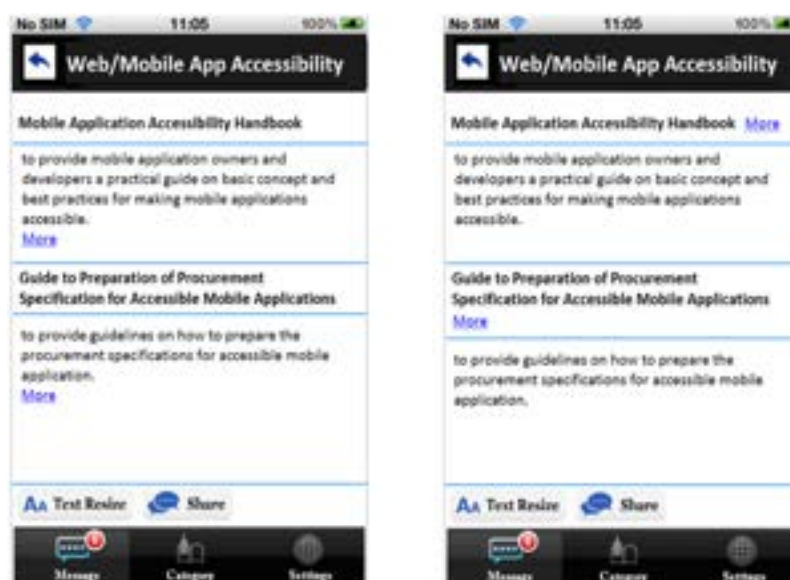 No SIM 11:05 100%
Web/Mobile App Accessibility
Mobile Application Accessibility Handbook
to provide mobile application owners and
developers a practical guide on basic concept and
best practices for making mobile applications
accessible.
More
Guide to Preparation of Procurement
Specification for Accessible Mobile Applications
to provide guidelines on how to prepare the
procurement specifications for accessible mobile
application.
More
AA Text Resize Share
Message Category Settings
No SIM 11:05 100%
Web/Mobile App Accessibility
Mobile Application Accessibility Handbook More
to provide mobile application owners and
developers a practical guide on basic concept and
best practices for making mobile applications
accessible.
Guide to Preparation of Procurement
Specification for Accessible Mobile Applications
More
to provide guidelines on how to prepare the
procurement specifications for accessible mobile
application.
AA Text Resize Share
Message Category Settings